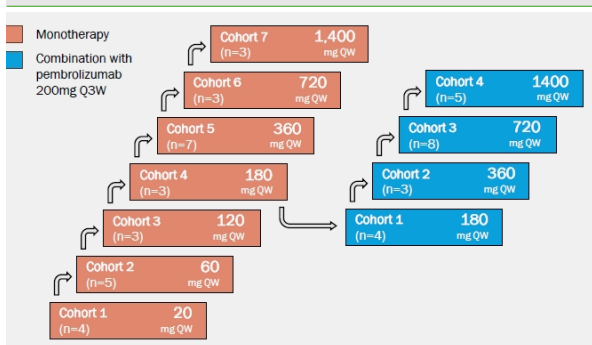 Monotherapy
Combination with
pembrolizumab
200mg Q3W
Cohort 7 1,400
(n=3) mg QW
Cohort 6 720
(n=3) mg QW
Cohort 5 360
(n=7) mg QW
Cohort 4 180
(n=3) mg QW
Cohort 3 120
(n=3) mg QW
Cohort 2 60
(n=5) mg QW
Cohort 1 20
(n=4) mg QW
Cohort 4 1400
(n=5) mg QW
Cohort 3 720
(n=8) mg QW
Cohort 2 360
(n=3) mg QW
Cohort 1 180
(n=4) mg QW